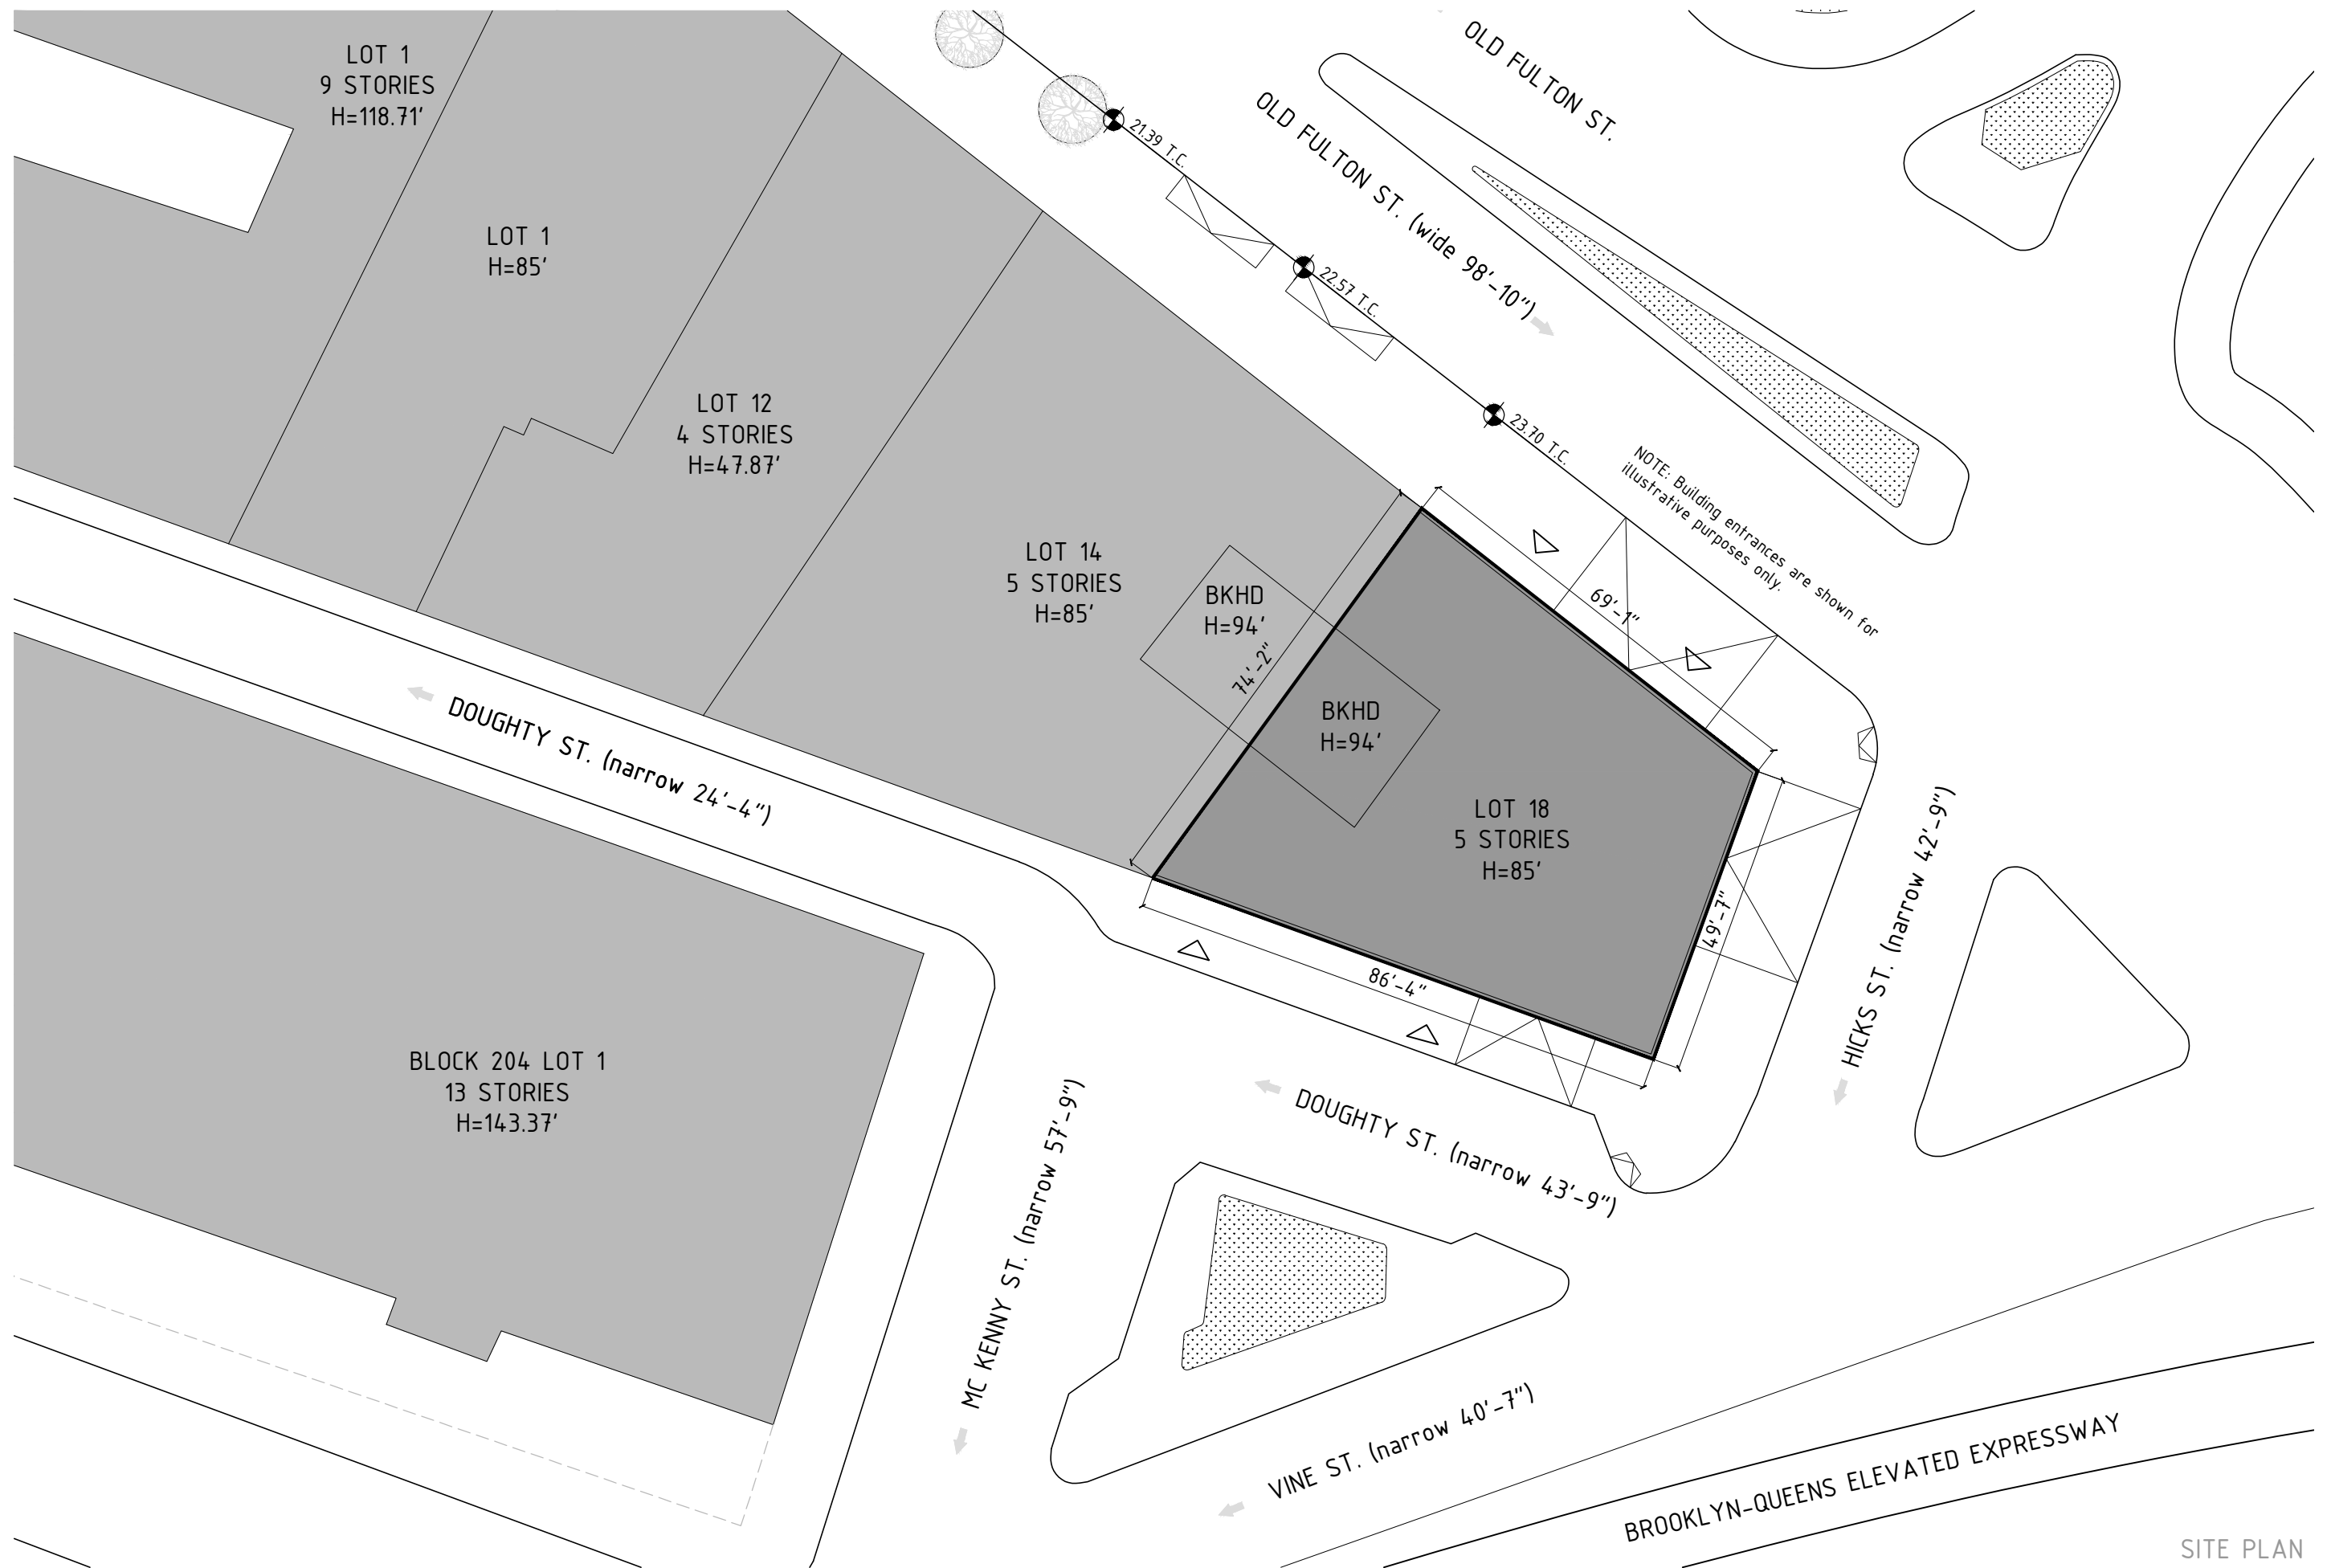 LOT 1
9 STORIES
H=118.71'
OLD FULTON ST.
OLD FULTON ST. (wide 98'-10")
21.39 T.C.
LOT 1
H=85'
22.57 T.C.
LOT 12
4 STORIES
H=47.87'
23.70 T.C.
NOTE: Building entrances are shown for
illustrative purposes only.
LOT 14
5 STORIES
H=85'
BKHD
H=94'
69'-1"
74'-2"
BKHD
H=94'
DOUGHTY ST. (narrow 24'-4")
LOT 18
5 STORIES
H=85'
HICKS ST. (narrow 42'-9")
49'-7"
86'-4"
BLOCK 204 LOT 1
13 STORIES
H=143.37'
DOUGHTY ST. (narrow 43'-9")
MC KENNY ST. (narrow 57'-9")
VINE ST. (narrow 40'-7")
BROOKLYN-QUEENS ELEVATED EXPRESSWAY
SITE PLAN